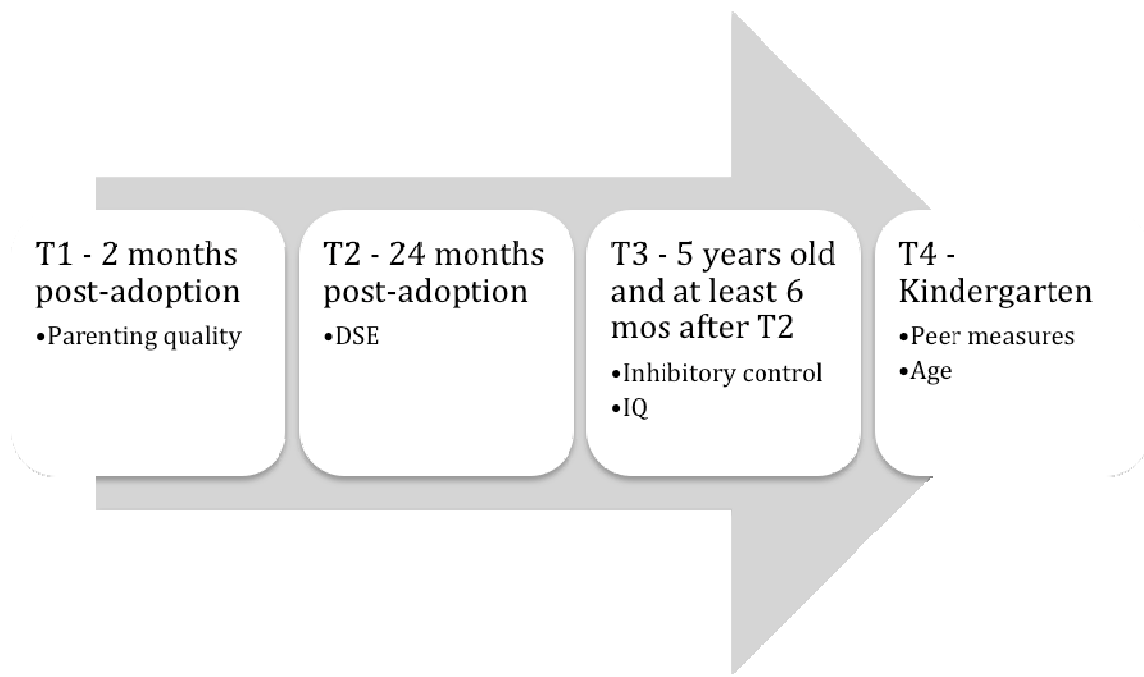 T1 - 2 months
post-adoption
•Parenting quality
T2 - 24 months
post-adoption
•DSE
T3 - 5 years old
and at least 6
mos after T2
•Inhibitory control
•IQ
T4 -
Kindergarten
•Peer measures
•Age